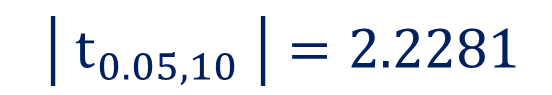 | t₀.₀₅,₁₀ | = 2.2281